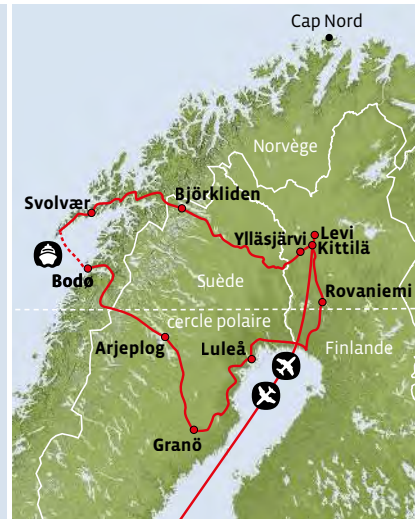 Cap Nord
Norvège
Svolvær
Björkliden
Levi
Ylläsjärvi
Kittilä
Bodø
Suède
Rovaniemi
cercle polaire
Arjeplog
Luleå
Finlande
Granö